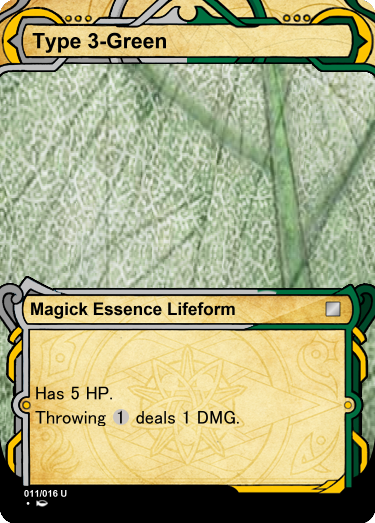 Type 3-Green
Magick Essence Lifeform
Has 5 HP.
Throwing 1 deals 1 DMG.
011/016 U